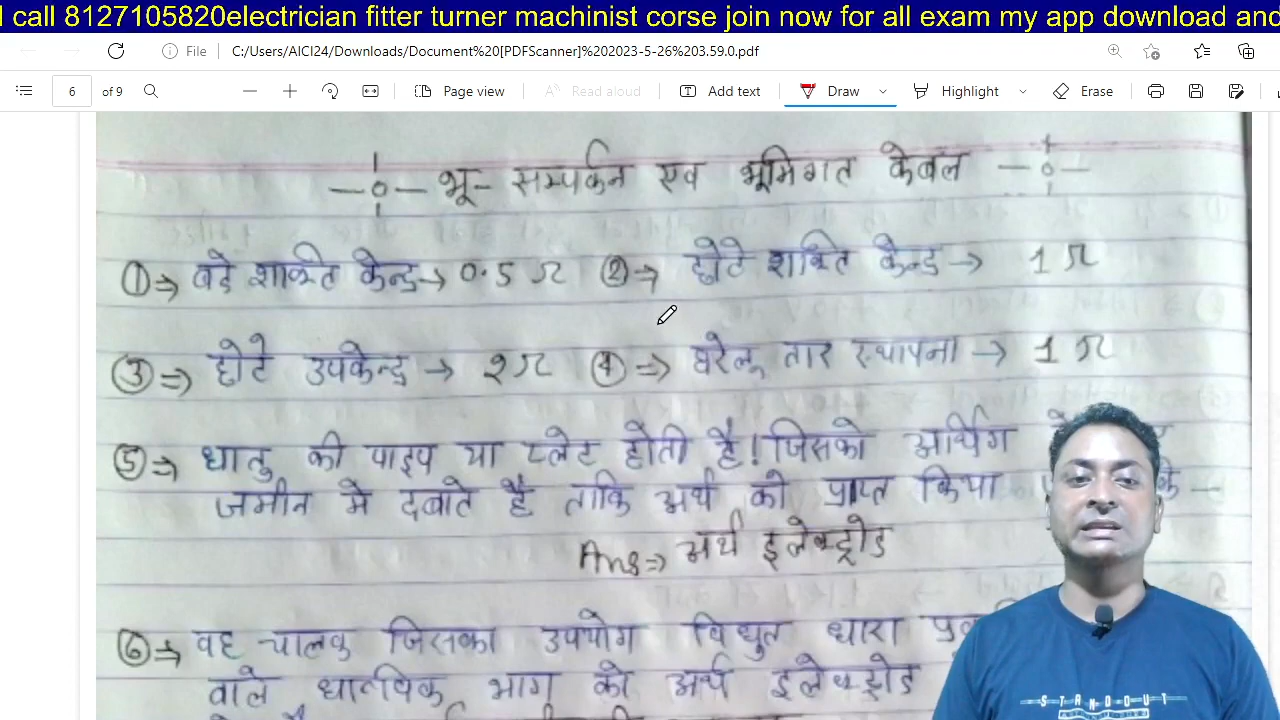 l call 8127105820electrician fitter turner machinist corse join now for all exam my app download and
File C:/Users/AICI24/Downloads/Document%20[PDFScanner]%202023-5-26%203.59.0.pdf
6 of 9 Page view Read aloud Add text Draw Highlight Erase
भू- सम्पर्कन एव भूमिगत केबल
①⇒ बडे शक्ति केन्द्र→ 0.5 Ω ②⇒ छोटे शक्ति केन्द्र→ 1 Ω
③⇒ छोटे उपकेन्द्र → 2Ω ④⇒ घरेलू तार स्थापना → 1 Ω
⑤⇒ धातु की पाइप या प्लेट होती है! जिसको आर्थिग
जमीन मे दबाते है ताकि अर्थ को प्राप्त किया
Ans⇒ अर्थ इलेक्ट्रोड
⑥⇒ वह चालक जिसका उपयोग विधुत धारा
वाले धात्विक भाग को अर्थ इलेक्ट्रोड
STANDOUT